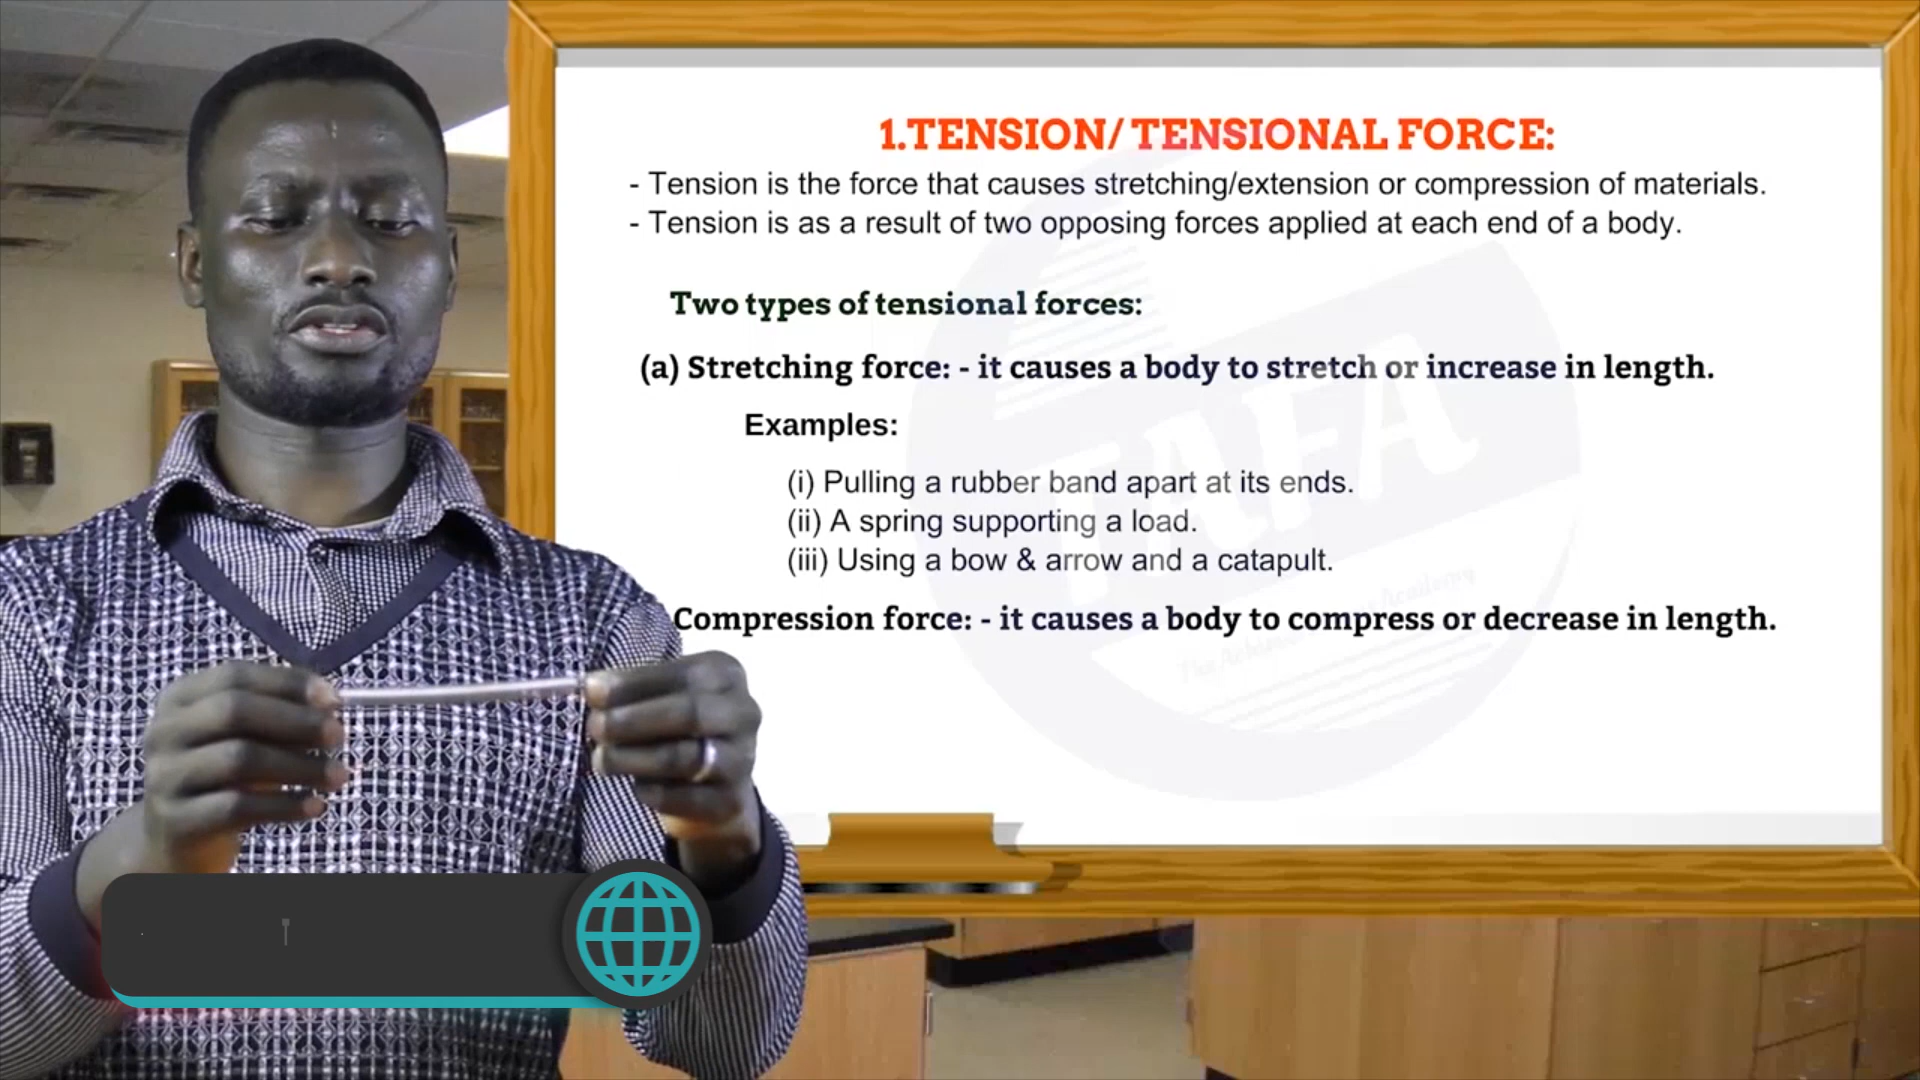 1.TENSION/ TENSIONAL FORCE:
- Tension is the force that causes stretching/extension or compression of materials.
- Tension is as a result of two opposing forces applied at each end of a body.
Two types of tensional forces:
(a) Stretching force: - it causes a body to stretch or increase in length.
Examples:
(i) Pulling a rubber band apart at its ends.
(ii) A spring supporting a load.
(iii) Using a bow & arrow and a catapult.
Compression force: - it causes a body to compress or decrease in length.
TAFA